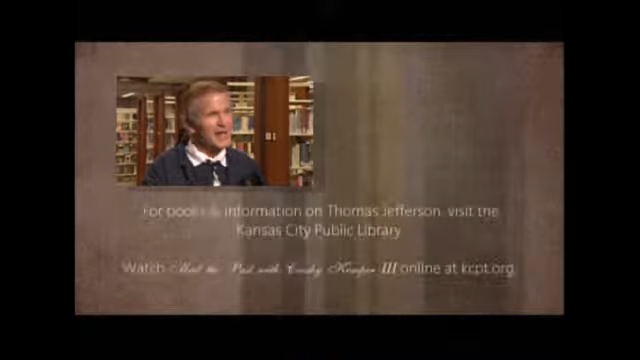 For books & information on Thomas Jefferson, visit the
Kansas City Public Library
Watch Meet the Past with Crosby Kemper III online at kcpt.org